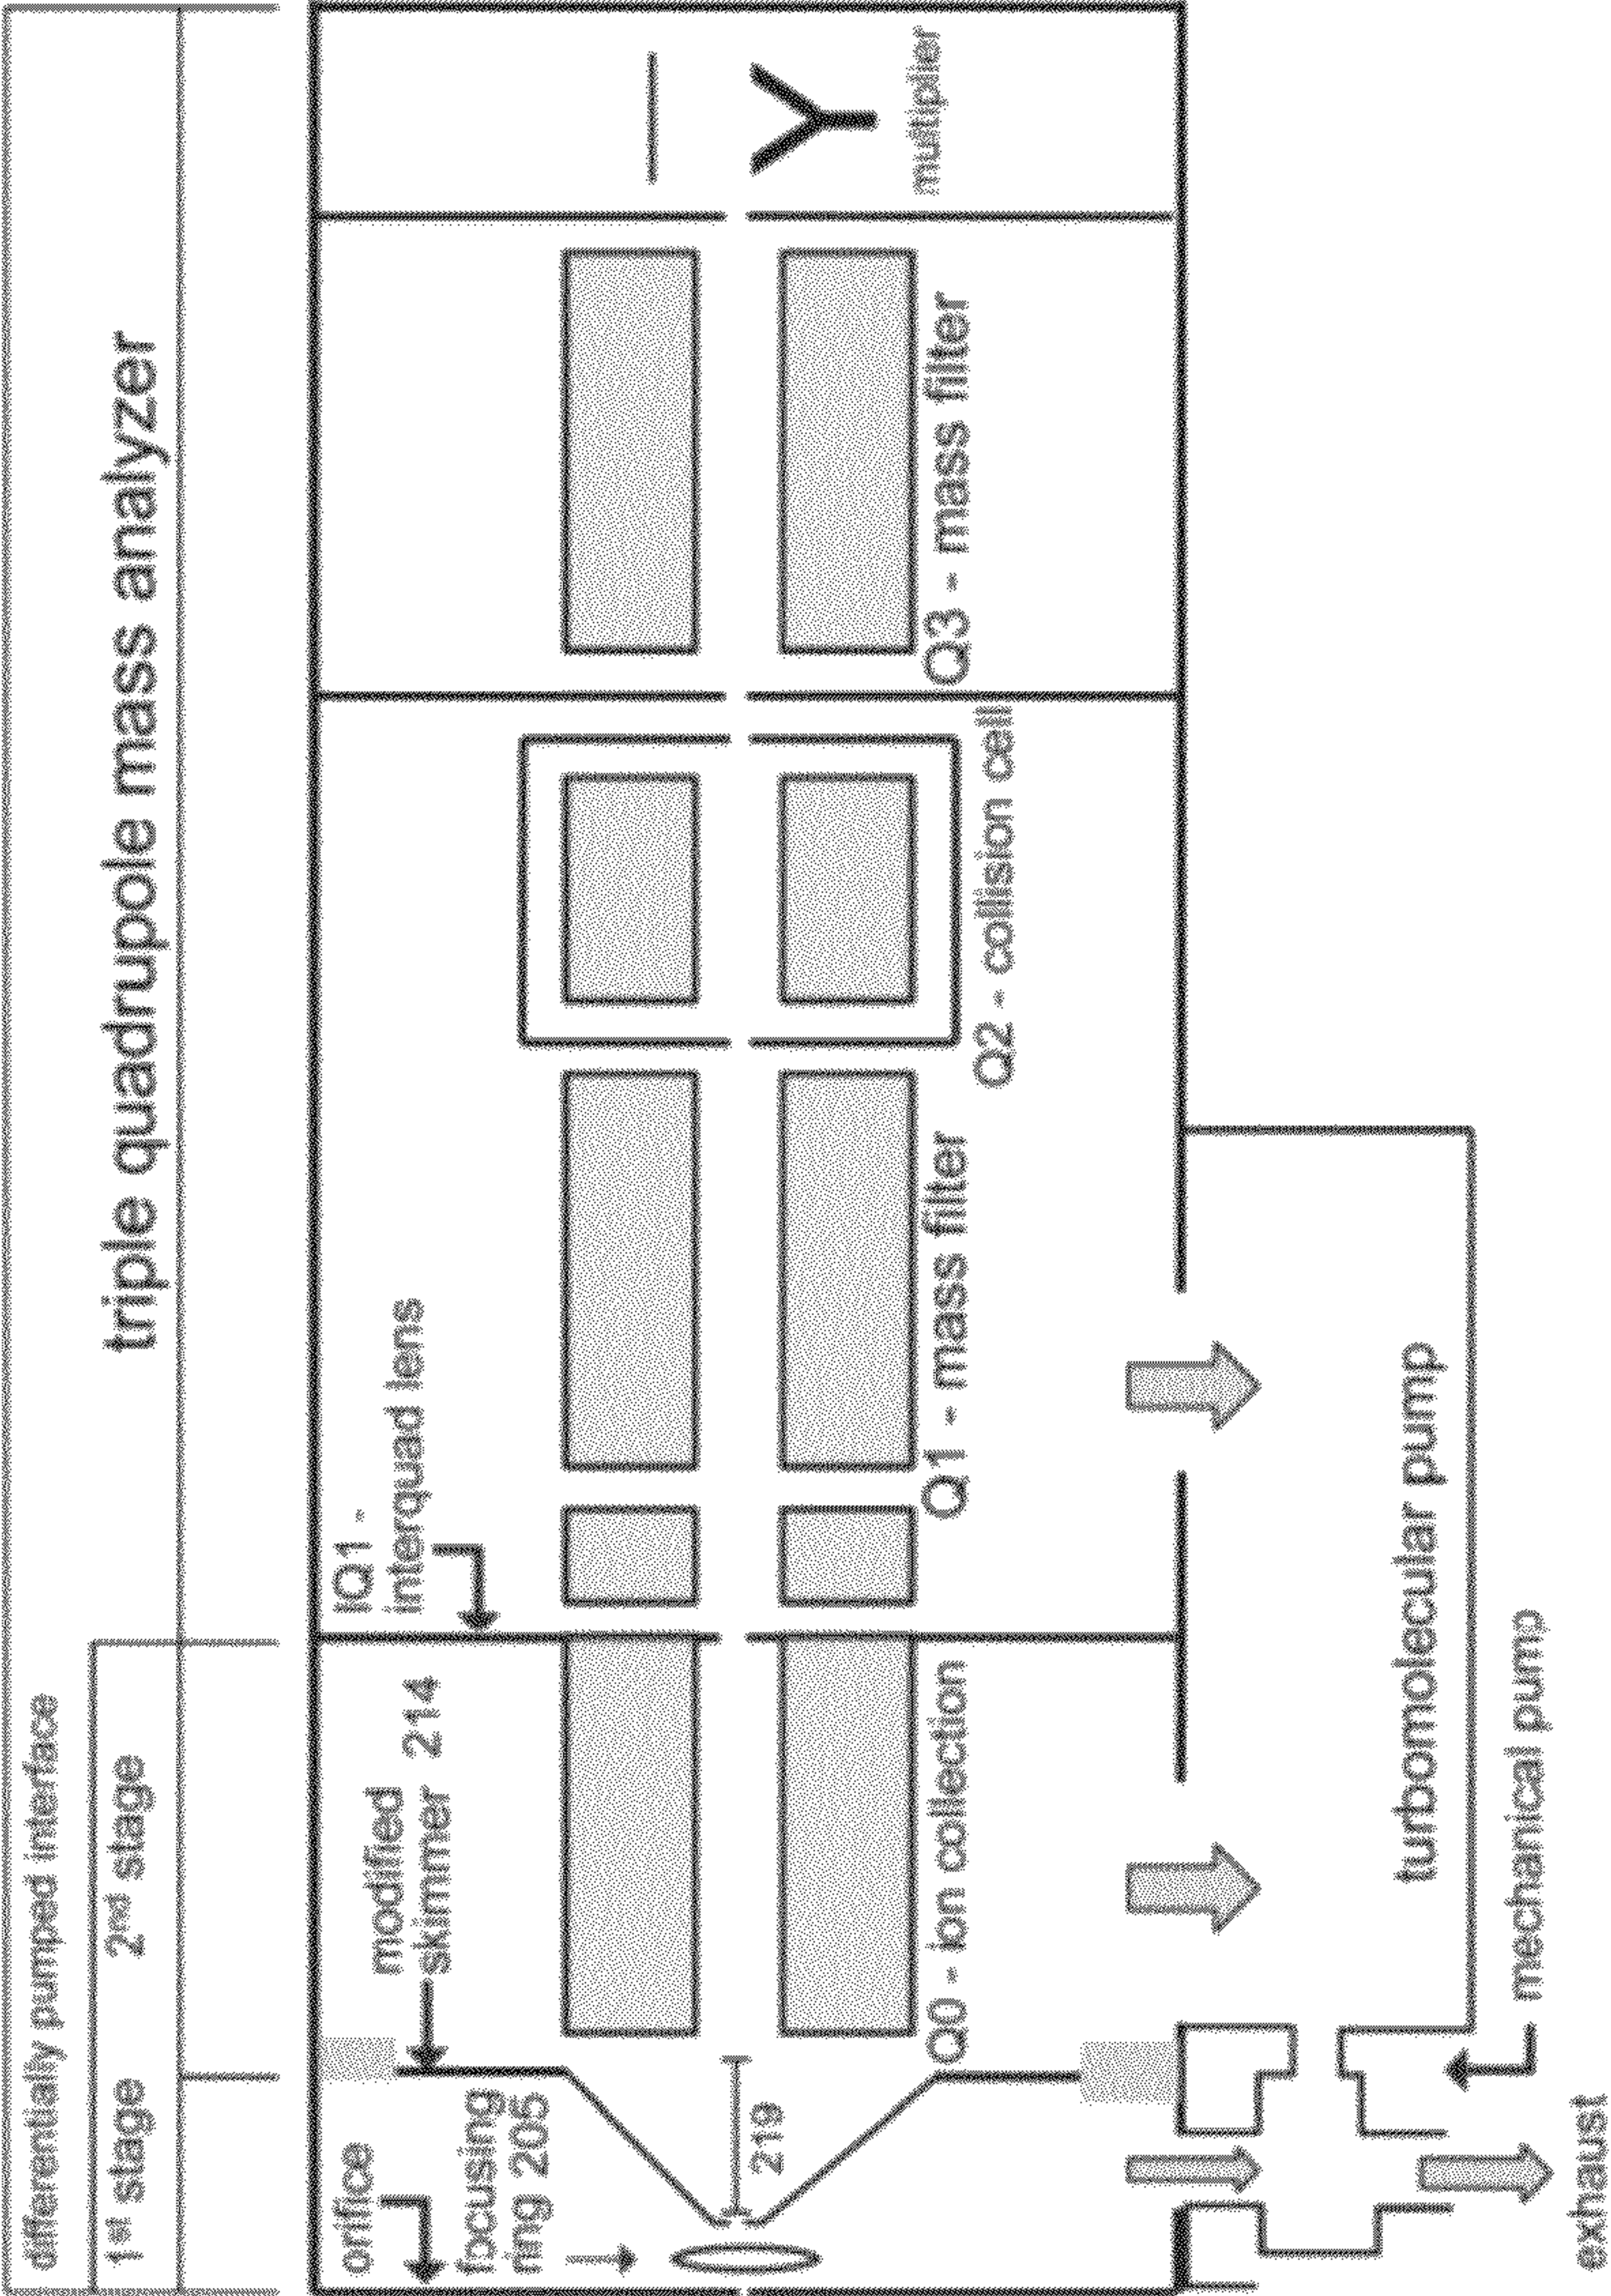 differentially pumped interface
1st stage
2nd stage
triple quadrupole mass analyzer
orifice
focusing
ring 205
modified
skimmer 214
IQ1 -
interquad lens
219
Q0 - ion collection
Q1 - mass filter
Q2 - collision cell
Q3 - mass filter
multiplier
turbomolecular pump
mechanical pump
exhaust